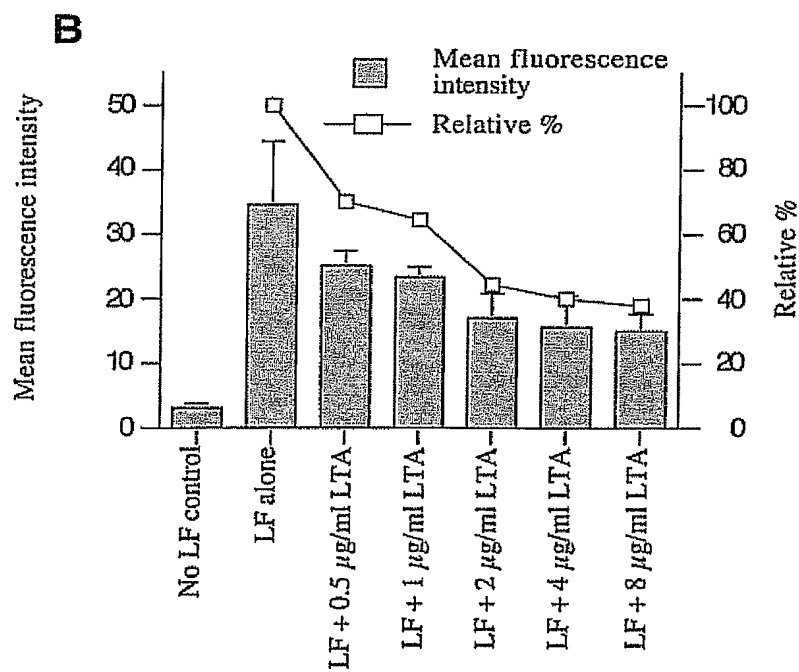 B
Mean fluorescence
intensity
Relative %
Mean fluorescence intensity
50
40
30
20
10
0
100
80
60
40
20
0
Relative %
No LF control
LF alone
LF + 0.5 μg/ml LTA
LF + 1 μg/ml LTA
LF + 2 μg/ml LTA
LF + 4 μg/ml LTA
LF + 8 μg/ml LTA